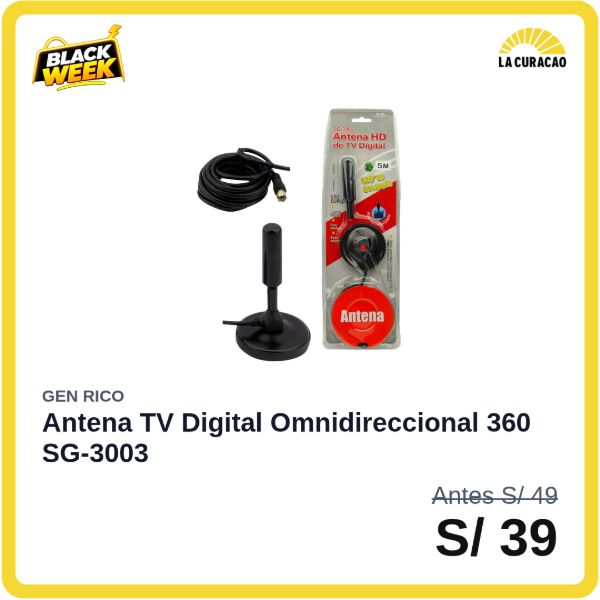 BLACK
WEEK
LA CURACAO
Antena HD
de TV Digital
5M
Antena
GEN RICO
Antena TV Digital Omnidireccional 360
SG-3003
Antes S/ 49
S/ 39